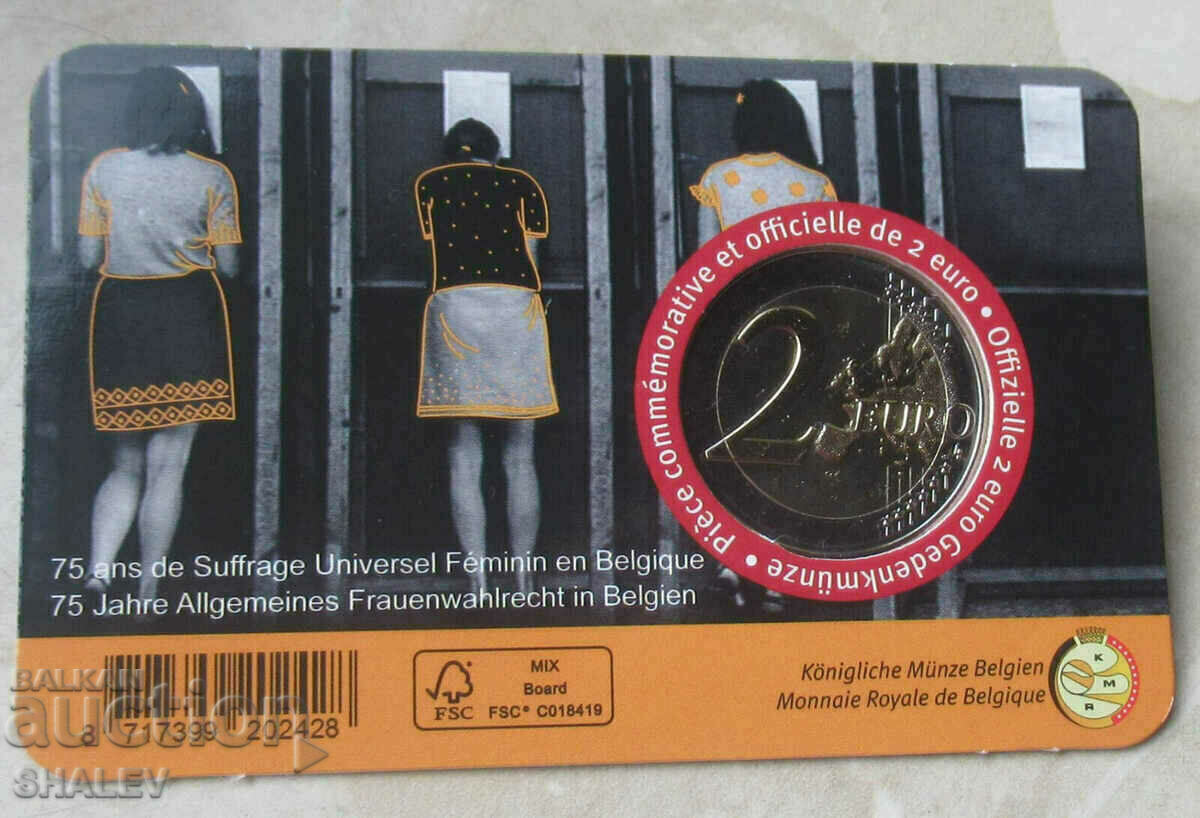 Pièce commémorative et officielle de 2 euro • Offizielle 2 euro Gedenkmünze •
2 EURO
75 ans de Suffrage Universel Féminin en Belgique
75 Jahre Allgemeines Frauenwahlrecht in Belgien
8 717399 202428
FSC
MIX
Board
FSC® C018419
Königliche Münze Belgien
Monnaie Royale de Belgique
K
M
BALKAN
auction
SHALEV